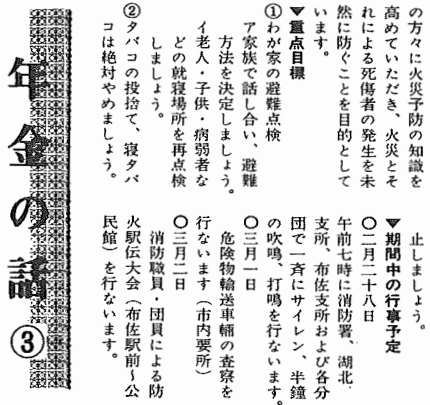 の方々に火災予防の知識を
高めていただき、火災とそ
れによる死傷者の発生を未
然に防ぐことを目的として
います。
▼重点目標
①わが家の避難点検
ア家族で話し合い、避難
方法を決定しましょう。
イ老人・子供・病弱者な
どの就寝場所を再点検
しましょう。
②タバコの投捨て、寝タバ
コは絶対やめましょう。
止しましょう。
▼期間中の行事予定
〇二月二十八日
午前七時に消防署、湖北
支所、布佐支所および各分
団で一斉にサイレン、半鐘
の吹鳴、打鳴を行ないます。
〇三月一日
危険物輸送車輛の査察を
行ないます(市内要所)
〇三月二日
消防職員・団員による防
火駅伝大会(布佐駅前〜公
民館)を行ないます。
年金の話③